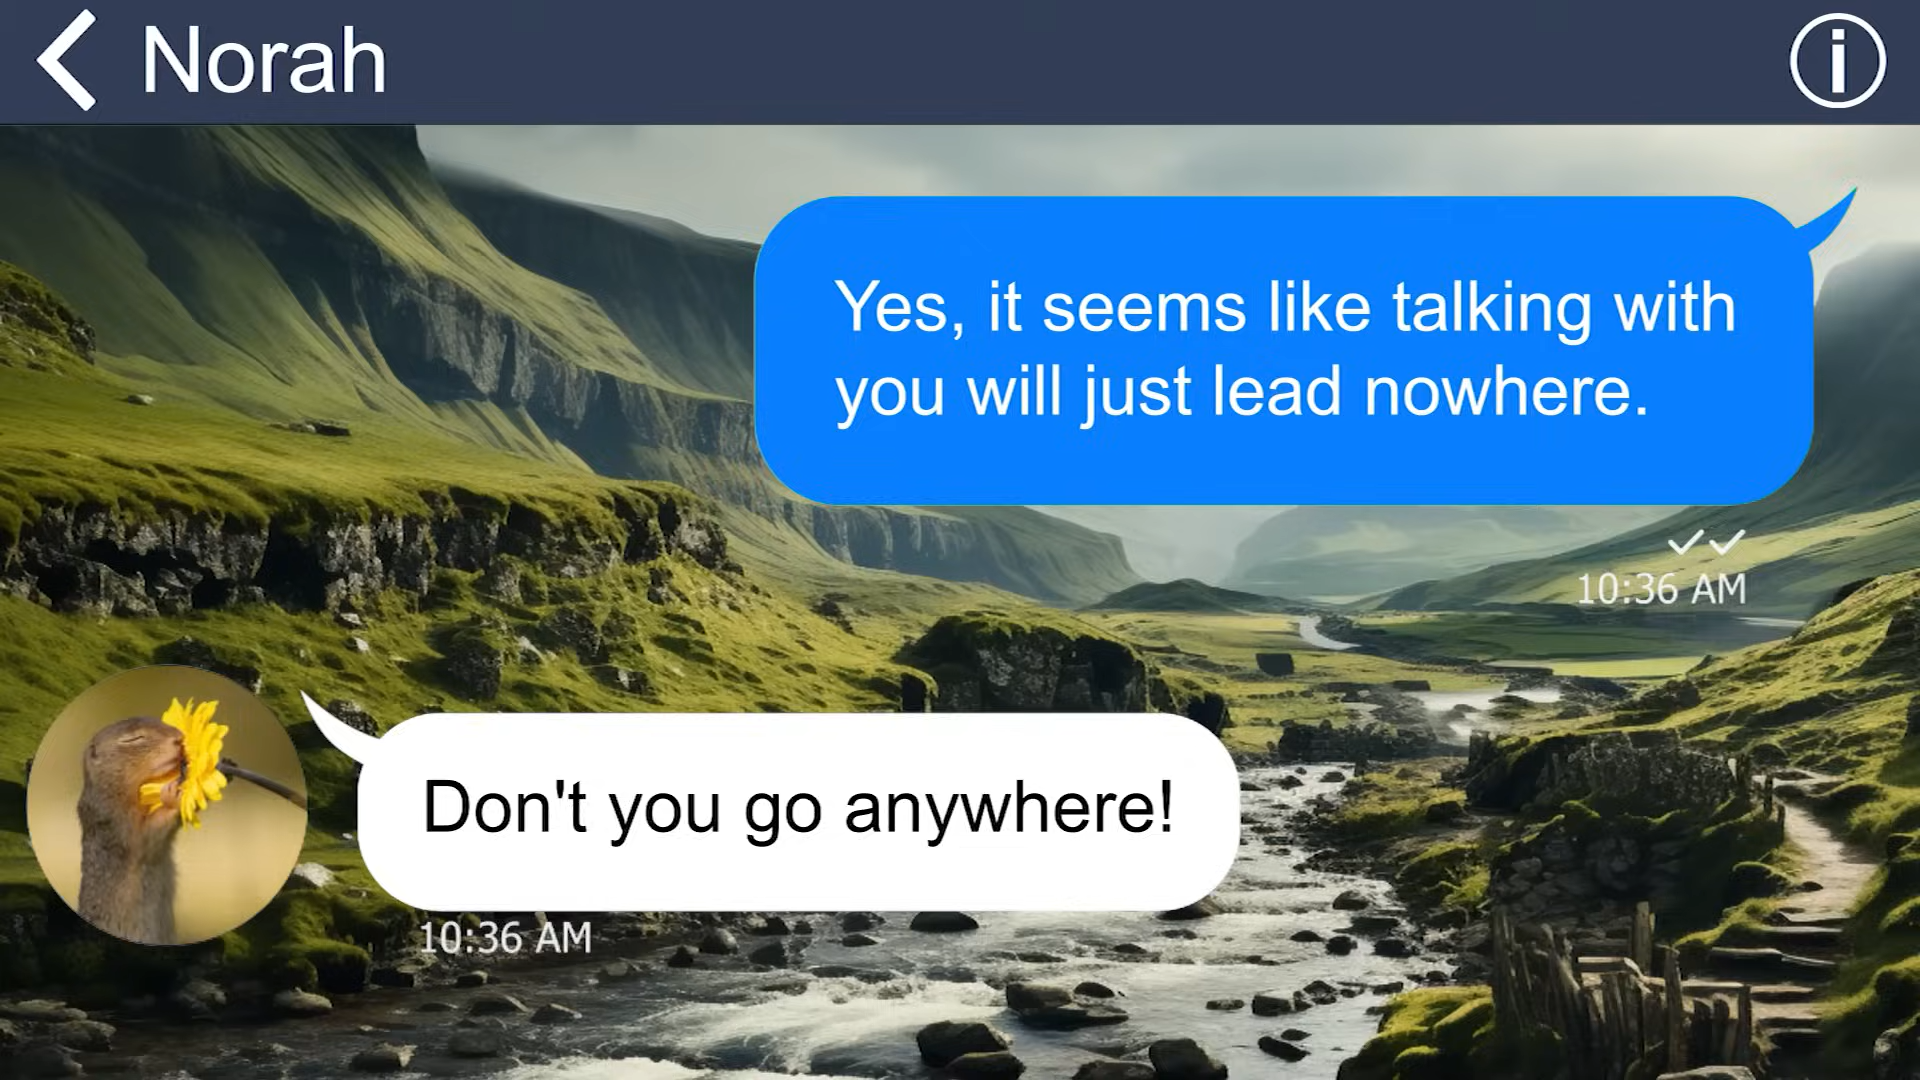 Norah
Yes, it seems like talking with
you will just lead nowhere.
10:36 AM
Don't you go anywhere!
10:36 AM